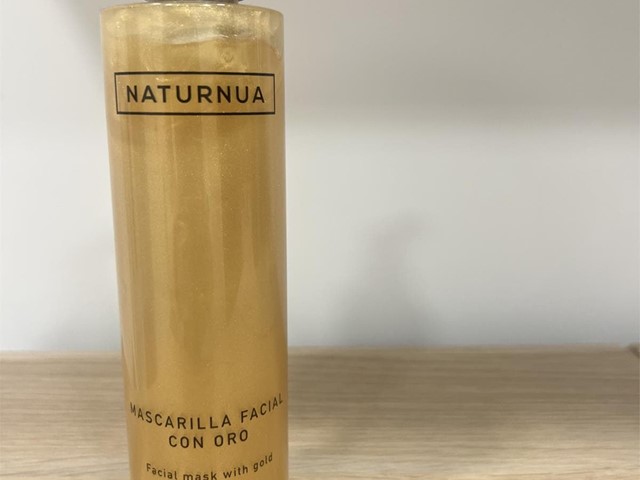 NATURNUA
MASCARILLA FACIAL
CON ORO
Facial mask with gold